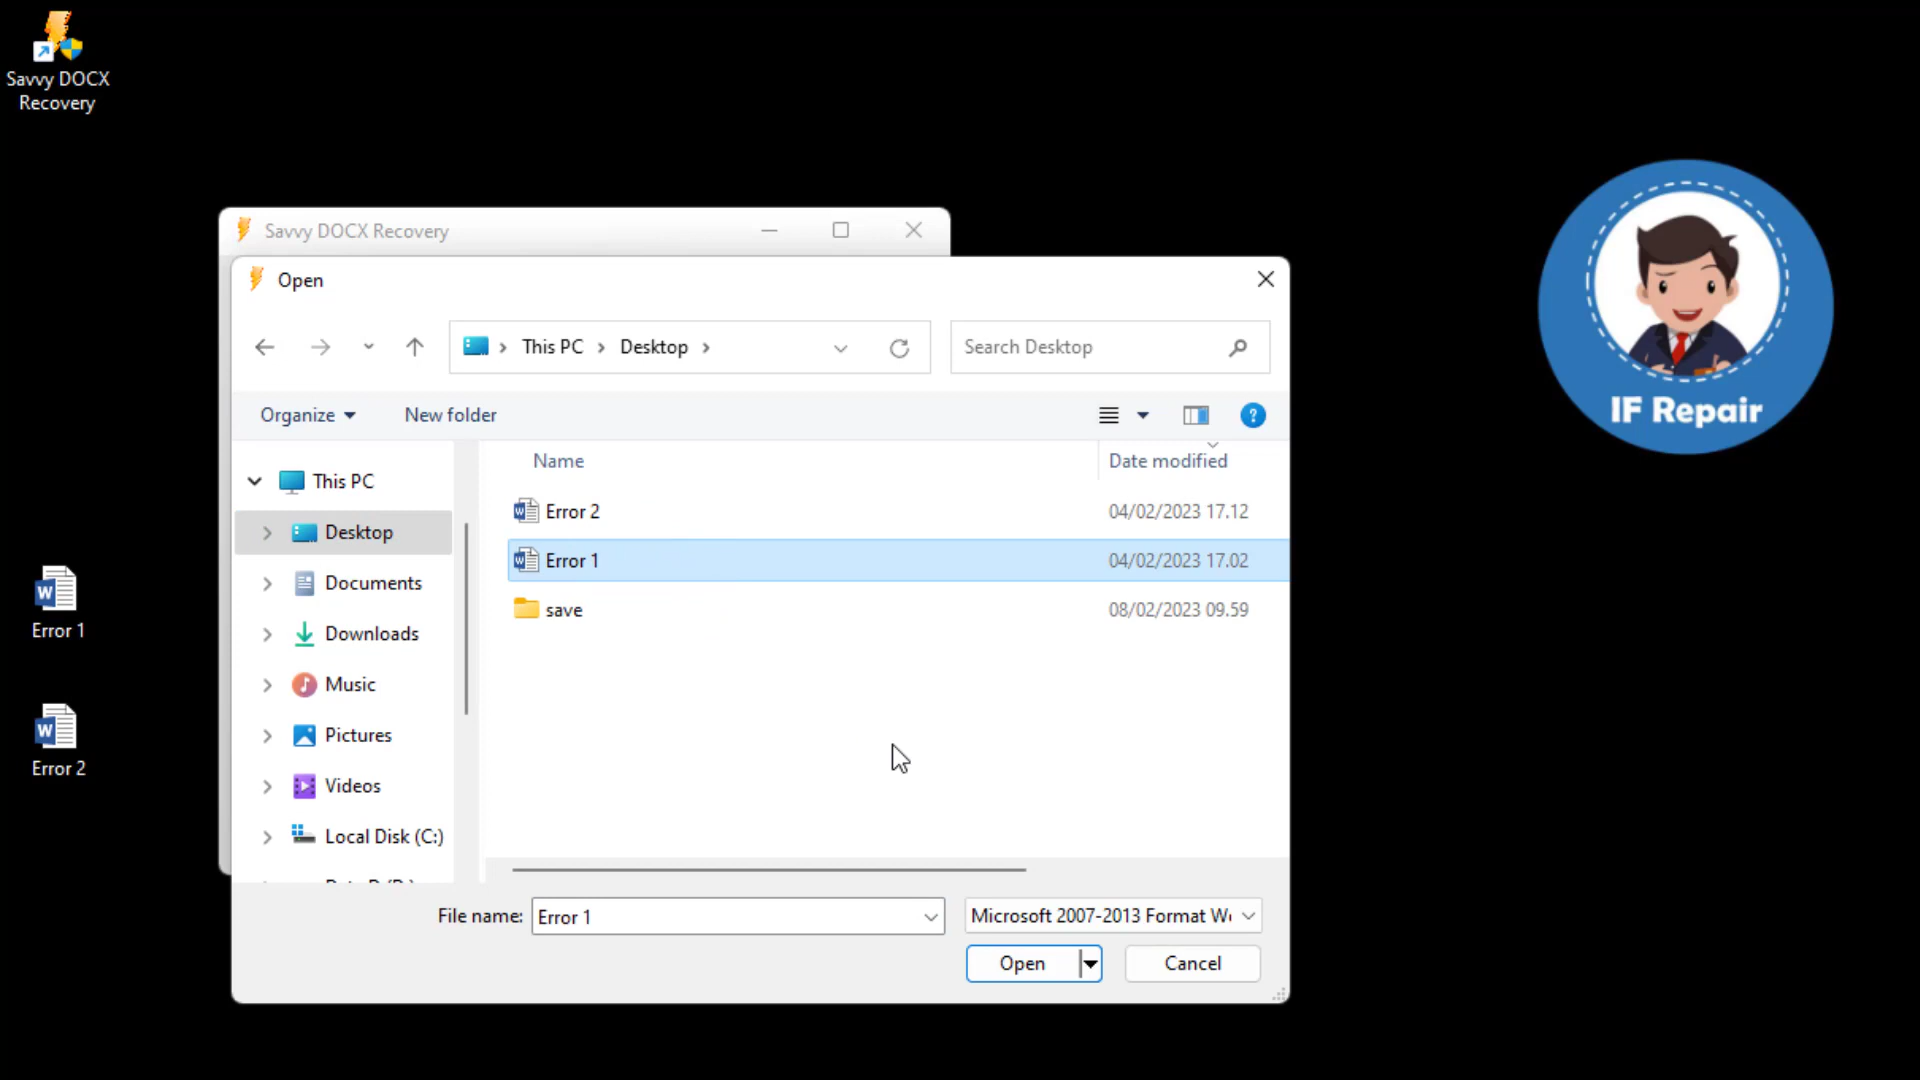 Savvy DOCX
Recovery
Savvy DOCX Recovery
Open
This PC
Desktop
Search Desktop
Organize
New folder
Name
Date modified
This PC
Desktop
Documents
Downloads
Music
Pictures
Videos
Local Disk (C:)
Error 2
04/02/2023 17.12
Error 1
04/02/2023 17.02
save
08/02/2023 09.59
File name:
Error 1
Microsoft 2007-2013 Format
Open
Cancel
Error 1
Error 2
IF Repair